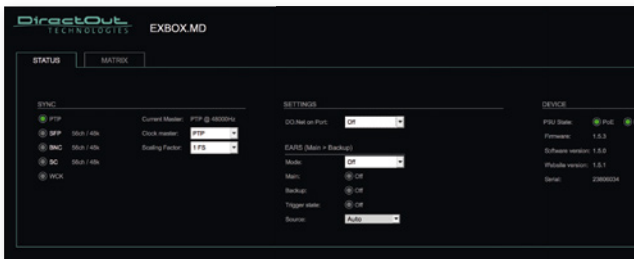 DirectOut
TECHNOLOGIES
EXBOX.MD
STATUS
MATRIX
SYNC
PTP
SFP 56ch / 48k
BNC 56ch / 48k
SC 56ch / 48k
WCK
Current Master: PTP @ 48000Hz
Clock master: PTP
Scaling Factor: 1 FS
SETTINGS
DO.Net on Port: Off
EARS (Main > Backup)
Mode: Off
Main: Off
Backup: Off
Trigger state: Off
Source: Auto
DEVICE
PSU State: PoE
Firmware: 1.5.3
Software version: 1.5.0
Website version: 1.5.1
Serial: 23806034